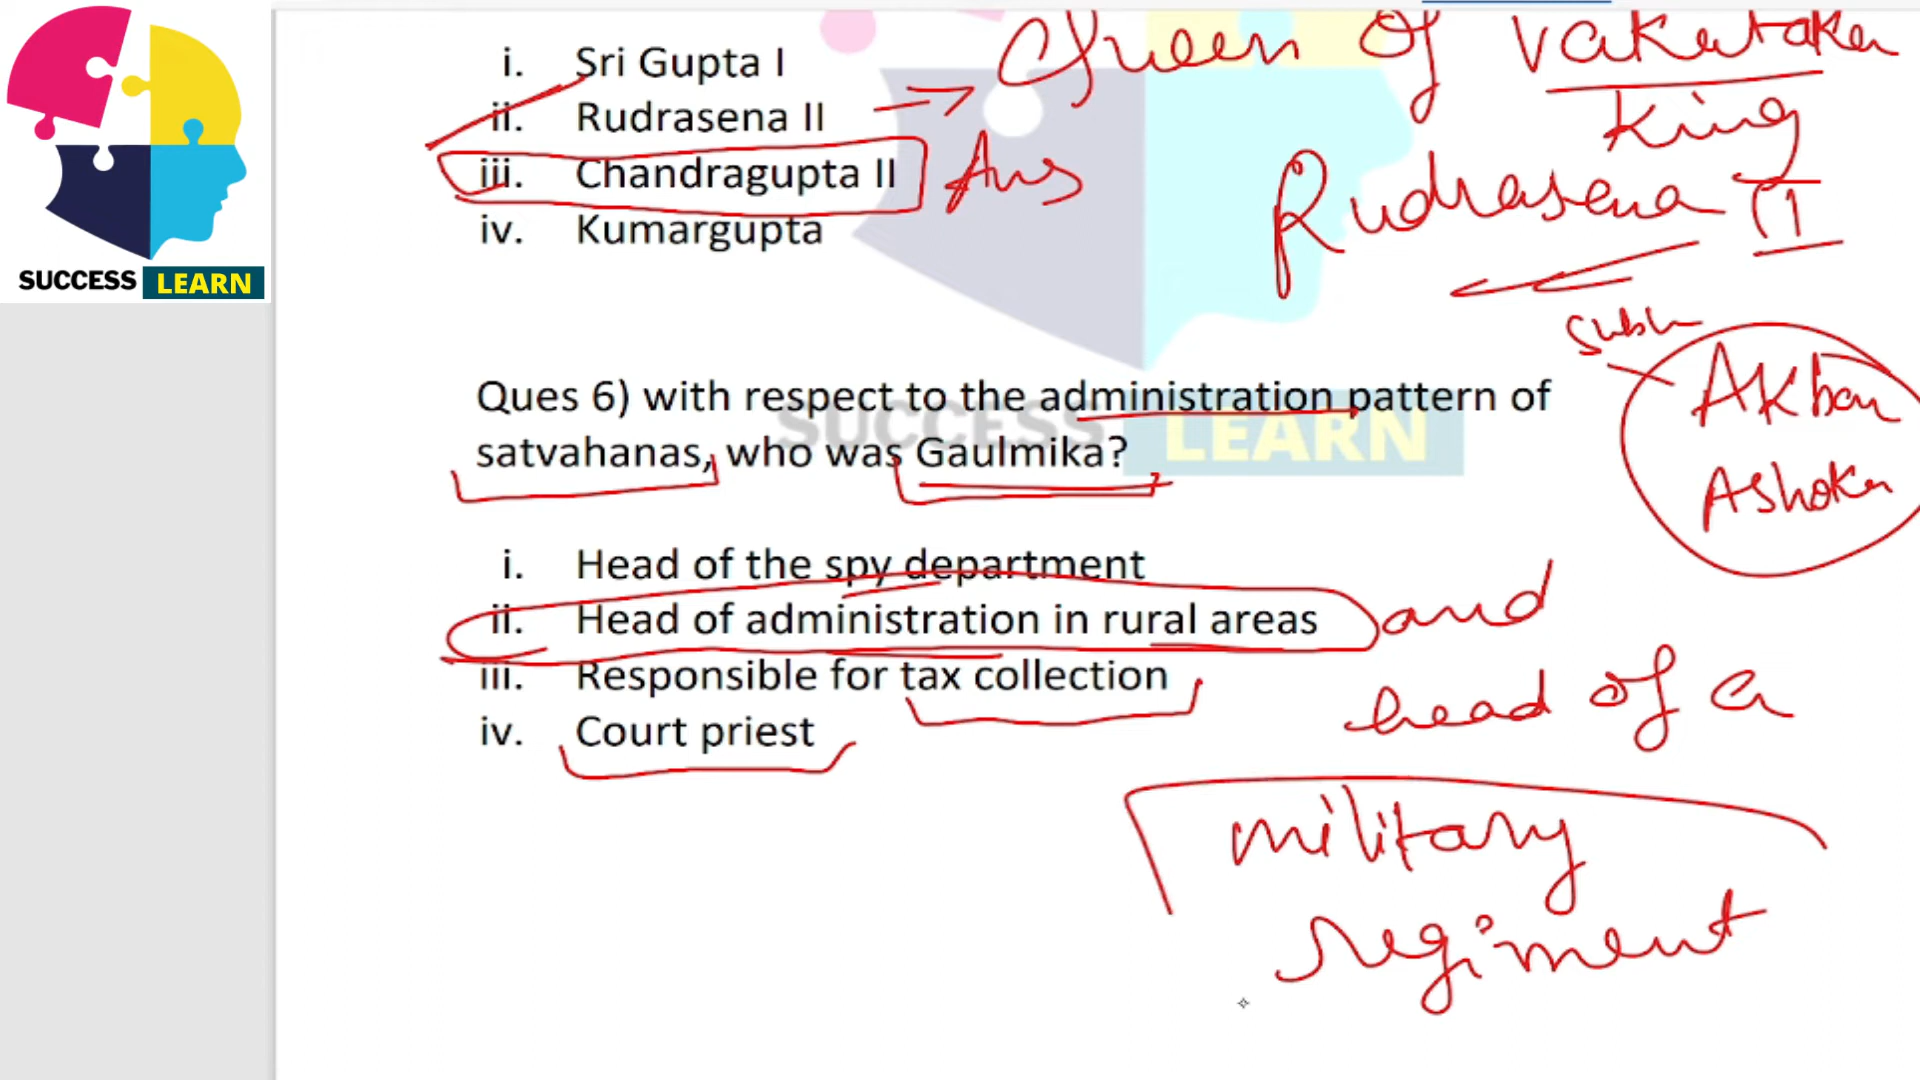 SUCCESS LEARN
i. Sri Gupta I
ii. Rudrasena II
iii. Chandragupta II
iv. Kumargupta
Ans
Queen of Vakataka
King
Rudrasena II
Akbar
Ashoka
Ques 6) with respect to the administration pattern of
satvahanas, who was Gaulmika?
SUCCESS LEARN
i. Head of the spy department
ii. Head of administration in rural areas
iii. Responsible for tax collection
iv. Court priest
and
head of a
military
regiment